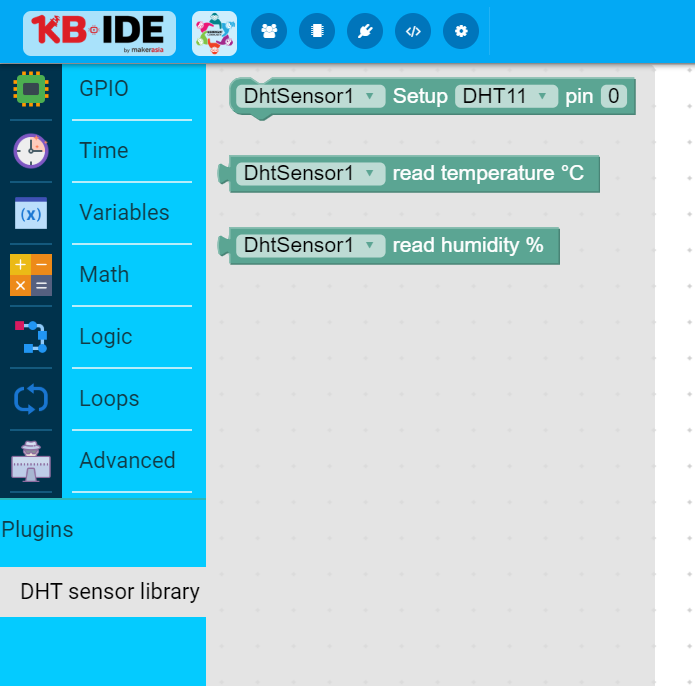 KB·IDE
by makerasia
GPIO
Time
(x) Variables
Math
Logic
Loops
Advanced
Plugins
DHT sensor library
DhtSensor1 Setup DHT11 pin 0
DhtSensor1 read temperature °C
DhtSensor1 read humidity %